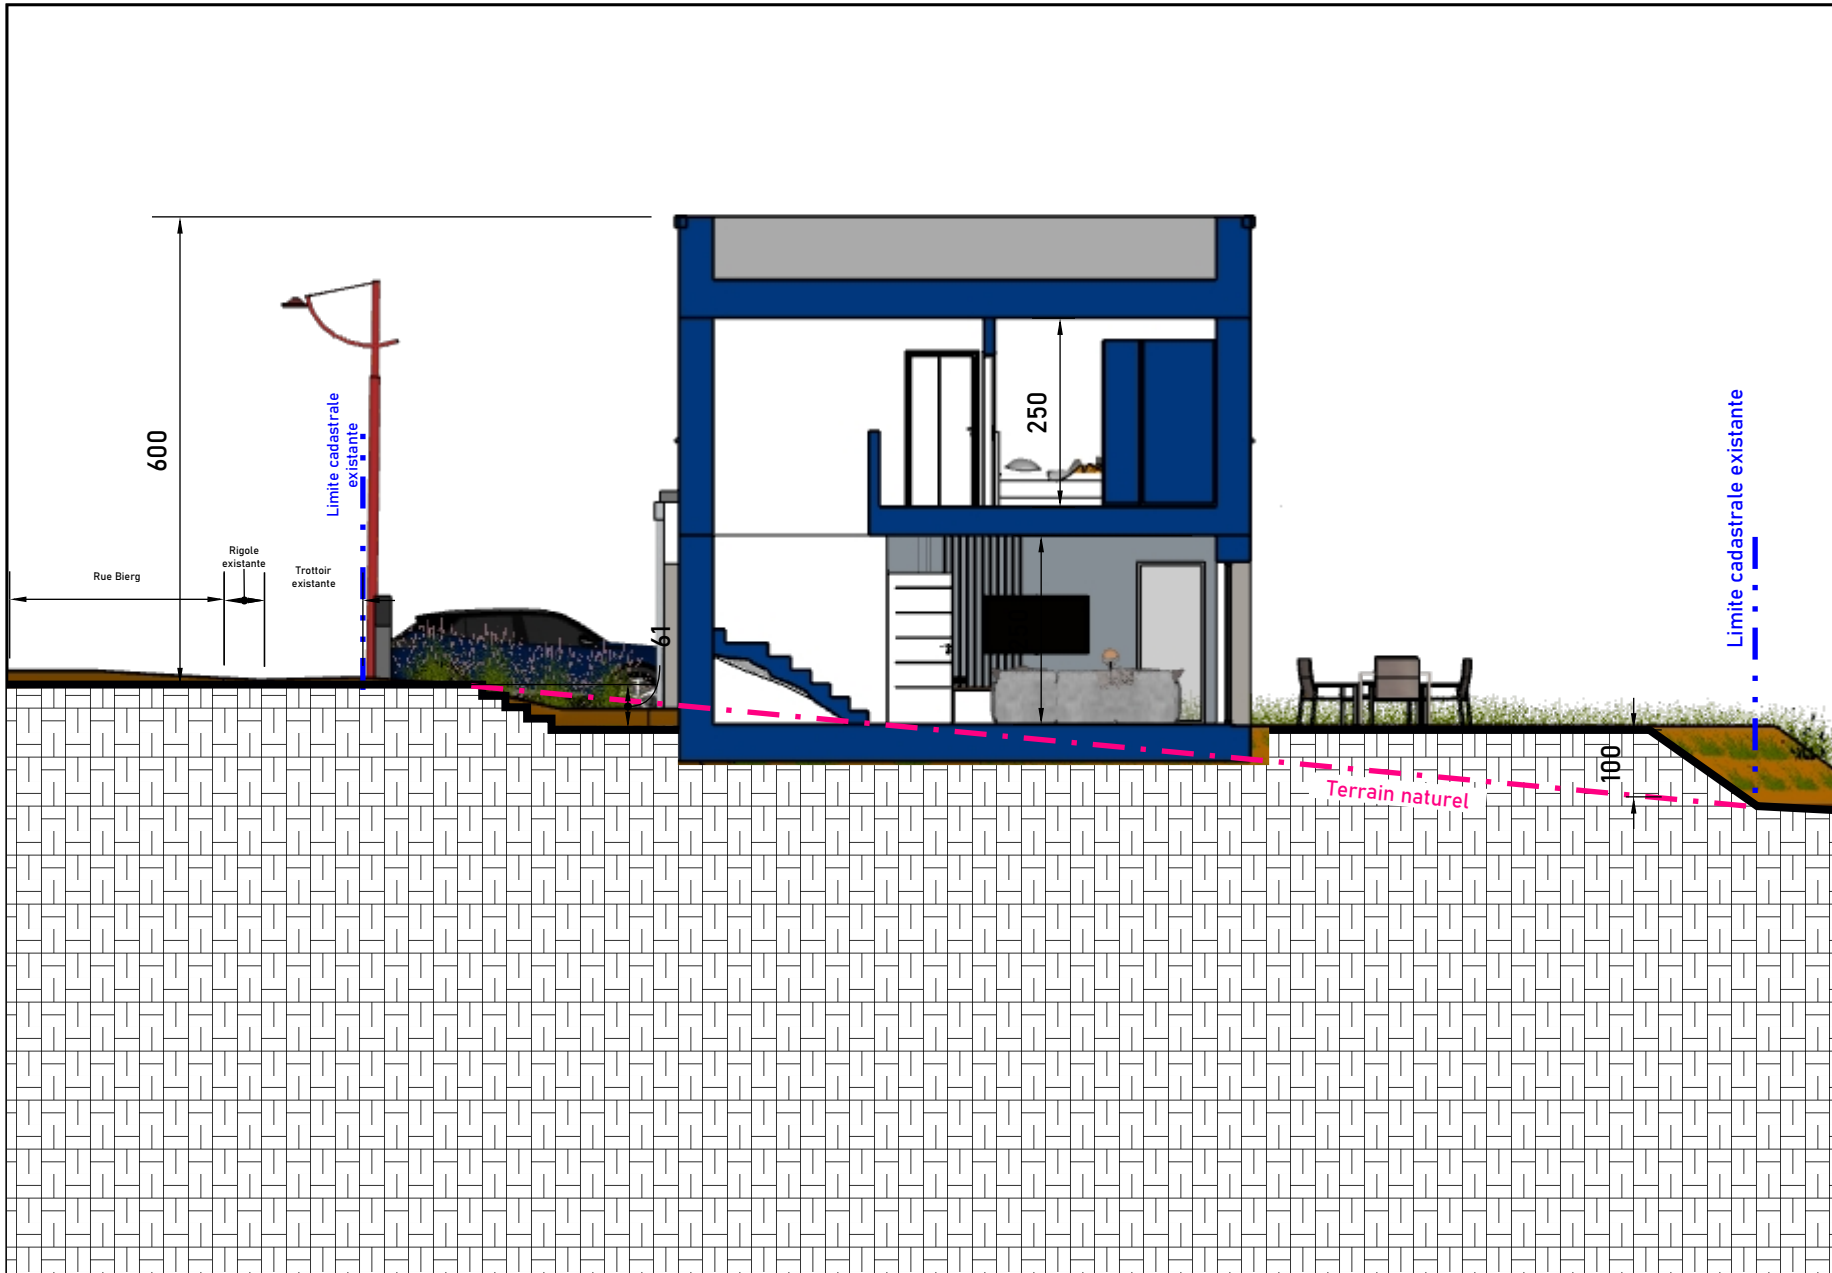 600
Limite cadastrale
existante
Rue Bierg
Rigole
existante
Trottoir
existante
61
250
Limite cadastrale existante
100
Terrain naturel